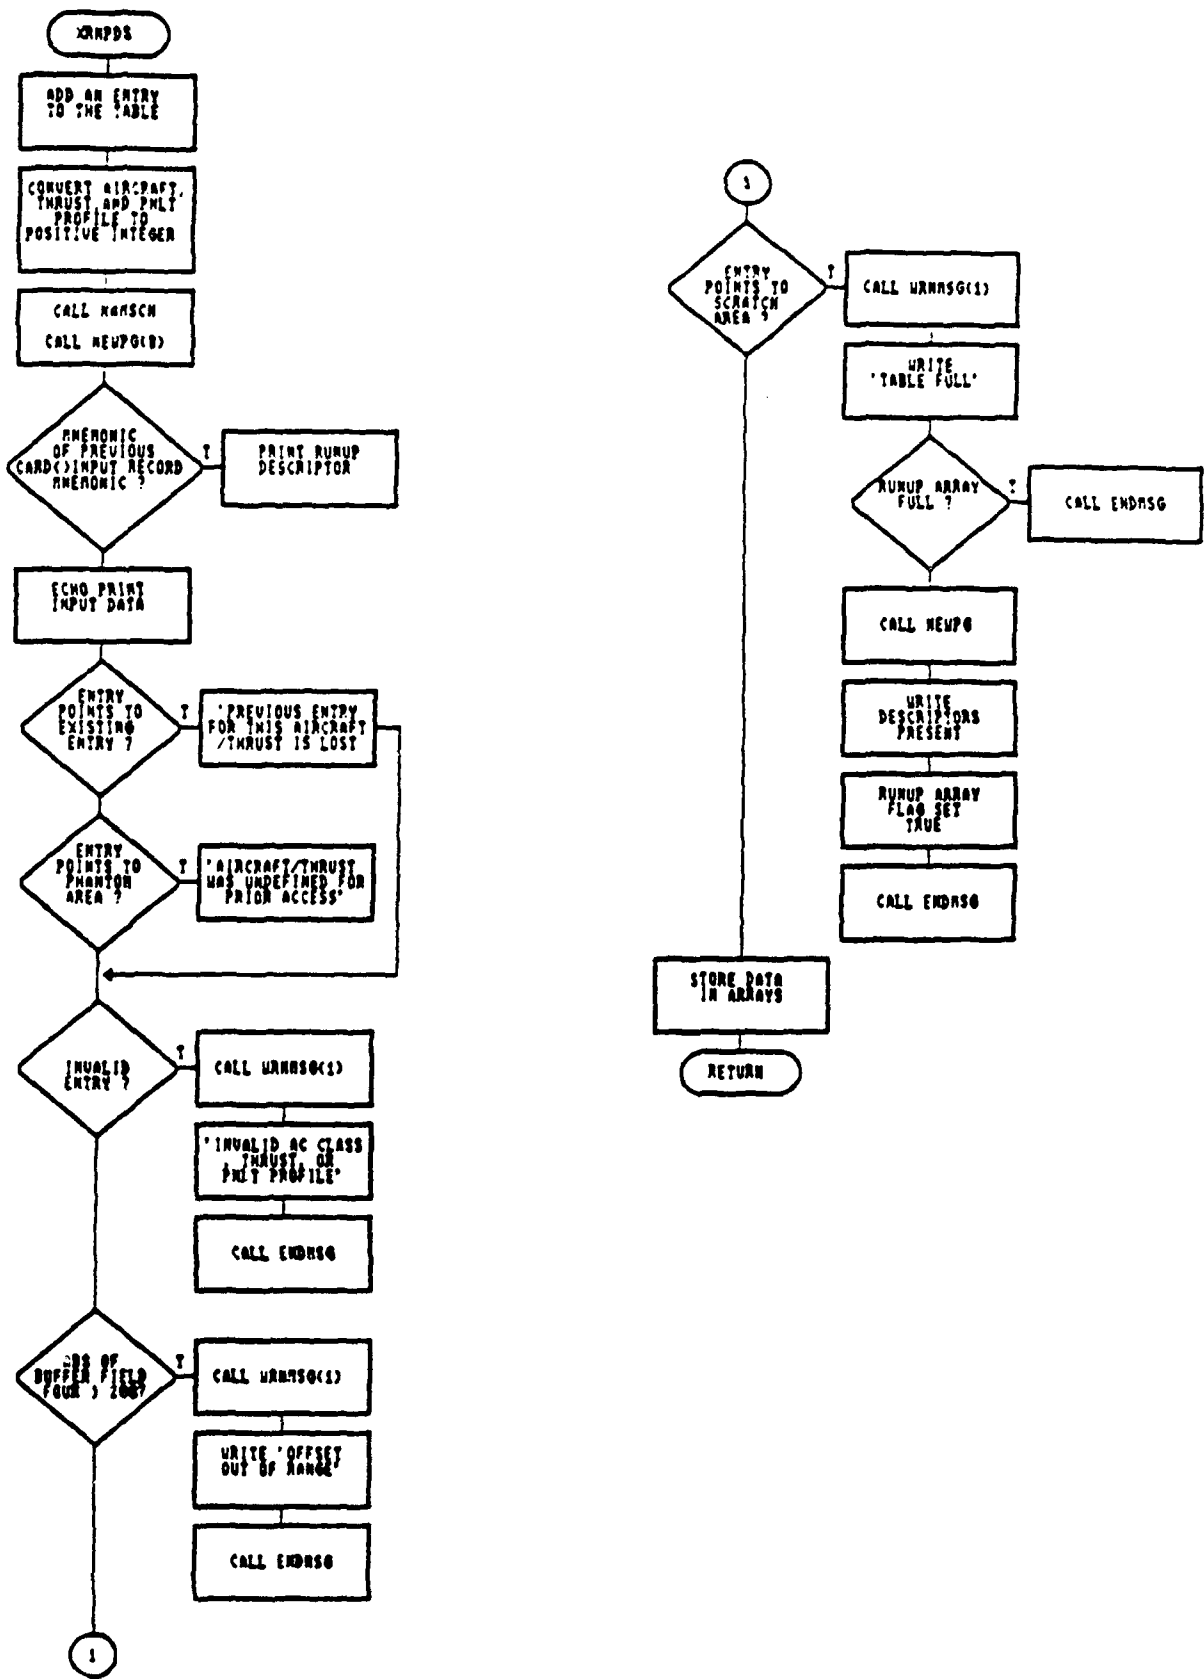 XRMPDS
ADD AN ENTRY
TO THE TABLE
CONVERT AIRCRAFT,
THRUST AND PNLT
PROFILE TO
POSITIVE INTEGER
CALL
CALL NEWPG(8)
MNEMONIC
OF PREVIOUS
CARD<>INPUT RECORD
MNEMONIC ?
T
PRINT RUNUP
DESCRIPTOR
ECHO PRINT
INPUT DATA
ENTRY
POINTS TO
EXISTING
ENTRY ?
T
'PREVIOUS ENTRY
FOR THIS AIRCRAFT
/THRUST IS LOST
ENTRY
POINTS TO
PHANTOM
AREA ?
T
'AIRCRAFT/THRUST
WAS UNDEFINED FOR
PRIOR ACCESS'
INVALID
ENTRY ?
T
CALL WRNMSG(1)
'INVALID AC CLASS
, THRUST, OR
PNLT PROFILE'
CALL ENDMSG
ABS OF
BUFFER FIELD
FOUR >
T
CALL WRNMSG(1)
WRITE 'OFFSET
OUT OF RANGE'
CALL ENDMSG
1
1
ENTRY
POINTS TO
SCRATCH
AREA ?
T
CALL WRNMSG(1)
WRITE
'TABLE FULL'
RUNUP ARRAY
FULL ?
T
CALL ENDMSG
CALL NEWPG
WRITE
DESCRIPTORS
PRESENT
RUNUP ARRAY
FLAG SET
TRUE
CALL ENDMSG
STORE DATA
IN ARRAYS
RETURN